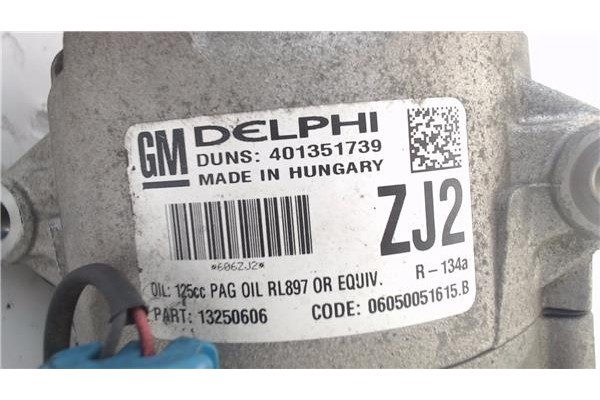 GM DELPHI
DUNS: 401351739
MADE IN HUNGARY
ZJ2
*606ZJ2*
OIL: 125cc PAG OIL RL897 OR EQUIV. R-134a
PART: 13250606 CODE: 06050051615.B